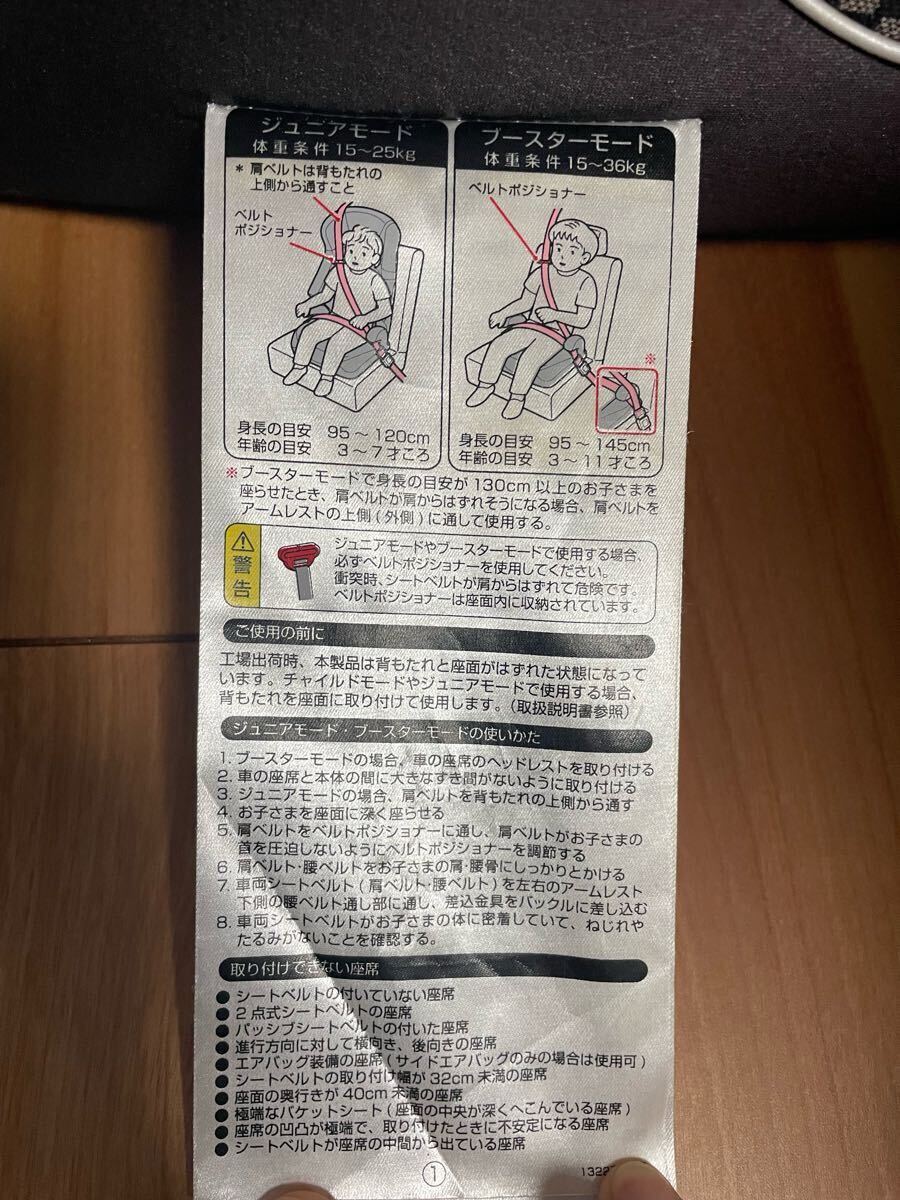 ジュニアモード
体重条件 15～25kg
* 肩ベルトは背もたれの
上側から通すこと
ベルト
ポジショナー
身長の目安 95～120cm
年齢の目安 3～7才ころ
ブースターモード
体重条件 15～36kg
ベルトポジショナー
※
身長の目安 95～145cm
年齢の目安 3～11才ころ
※ブースターモードで身長の目安が130cm以上のお子さまを
座らせたとき、肩ベルトが肩からはずれそうになる場合、肩ベルトを
アームレストの上側(外側)に通して使用する。
警告
ジュニアモードやブースターモードで使用する場合、
必ずベルトポジショナーを使用してください。
衝突時、シートベルトが肩からはずれて危険です。
ベルトポジショナーは座面内に収納されています。
ご使用の前に
工場出荷時、本製品は背もたれと座面がはずれた状態になって
います。チャイルドモードやジュニアモードで使用する場合、
背もたれを座面に取り付けて使用します。(取扱説明書参照)
ジュニアモード・ブースターモードの使いかた
1. ブースターモードの場合、車の座席のヘッドレストを取り付ける
2. 車の座席と本体の間に大きなすき間がないように取り付ける
3. ジュニアモードの場合、肩ベルトを背もたれの上側から通す
4. お子さまを座面に深く座らせる
5. 肩ベルトをベルトポジショナーに通し、肩ベルトがお子さまの
首を圧迫しないようにベルトポジショナーを調節する
6. 肩ベルト・腰ベルトをお子さまの肩・腰骨にしっかりとかける
7. 車両シートベルト(肩ベルト・腰ベルト)を左右のアームレスト
下側の腰ベルト通し部に通し、差込金具をバックルに差し込む
8. 車両シートベルトがお子さまの体に密着していて、ねじれや
たるみがないことを確認する。
取り付けできない座席
● シートベルトの付いていない座席
● 2点式シートベルトの座席
● パッシブシートベルトの付いた座席
● 進行方向に対して横向き、後向きの座席
● エアバッグ装備の座席(サイドエアバッグのみの場合は使用可)
● シートベルトの取り付け幅が32cm未満の座席
● 座面の奥行きが40cm未満の座席
● 極端なバケットシート(座面の中央が深くへこんでいる座席)
● 座席の凹凸が極端で、取り付けたときに不安定になる座席
● シートベルトが座席の中間から出ている座席
①